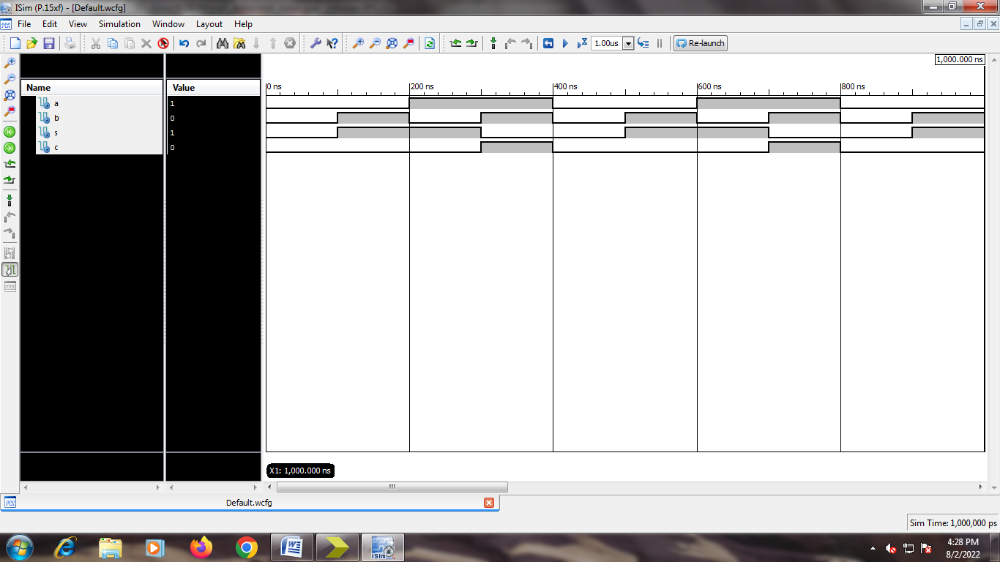 ISim (P.15xf) - [Default.wcfg]
File Edit View Simulation Window Layout Help
1.00us Re-launch
1,000.000 ns
Name Value
0 ns 200 ns 400 ns 600 ns 800 ns
a 1
b 0
s 1
c 0
X1: 1,000.000 ns
Default.wcfg
Sim Time: 1,000,000 ps
ISim
4:28 PM
8/2/2022